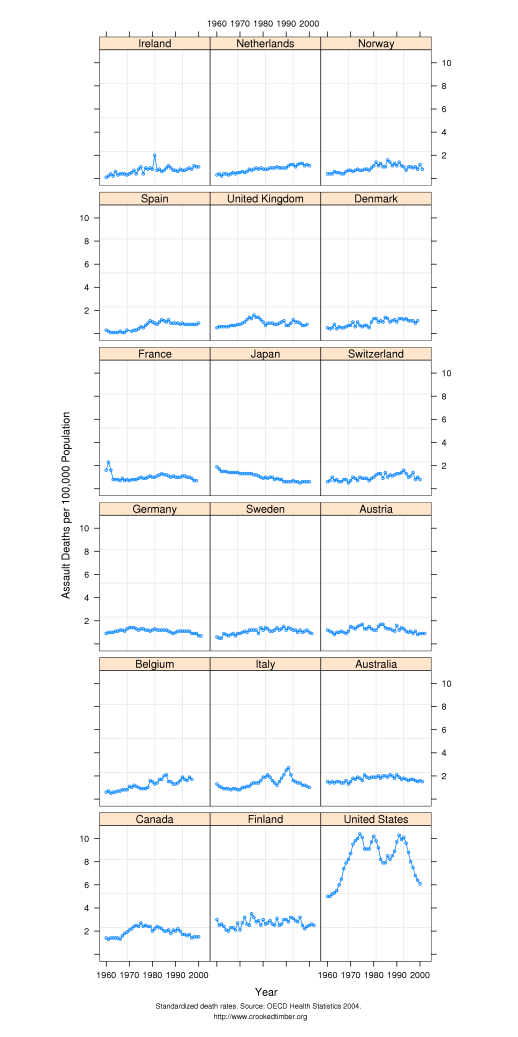 1960 1970 1980 1990 2000
Ireland Netherlands Norway
10
8
6
4
2
Spain United Kingdom Denmark
10
8
6
4
2
France Japan Switzerland
10
8
6
4
2
Germany Sweden Austria
10
8
6
4
2
Belgium Italy Australia
10
8
6
4
2
Canada Finland United States
10
8
6
4
2
1960 1970 1980 1990 2000 1960 1970 1980 1990 2000
Assault Deaths per 100,000 Population
Year
Standardized death rates. Source: OECD Health Statistics 2004.
http://www.crookedtimber.org